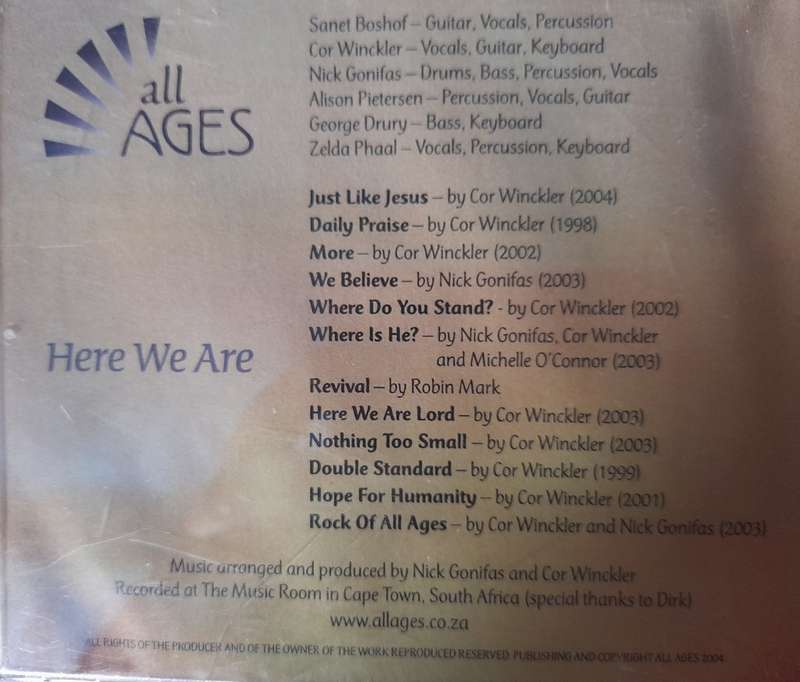 all
AGES
Sanet Boshof – Guitar, Vocals, Percussion
Cor Winckler – Vocals, Guitar, Keyboard
Nick Gonifas – Drums, Bass, Percussion, Vocals
Alison Pietersen – Percussion, Vocals, Guitar
George Drury – Bass, Keyboard
Zelda Phaal – Vocals, Percussion, Keyboard
Just Like Jesus – by Cor Winckler (2004)
Daily Praise – by Cor Winckler (1998)
More – by Cor Winckler (2002)
We Believe – by Nick Gonifas (2003)
Where Do You Stand? - by Cor Winckler (2002)
Where Is He? – by Nick Gonifas, Cor Winckler
and Michelle O'Connor (2003)
Here We Are
Revival – by Robin Mark
Here We Are Lord – by Cor Winckler (2003)
Nothing Too Small – by Cor Winckler (2003)
Double Standard – by Cor Winckler (1999)
Hope For Humanity – by Cor Winckler (2001)
Rock Of All Ages – by Cor Winckler and Nick Gonifas (2003)
Music arranged and produced by Nick Gonifas and Cor Winckler
Recorded at The Music Room in Cape Town, South Africa (special thanks to Dirk)
www.allages.co.za
ALL RIGHTS OF THE PRODUCER AND OF THE OWNER OF THE WORK REPRODUCED RESERVED. PUBLISHING AND COPYRIGHT ALL AGES 2004